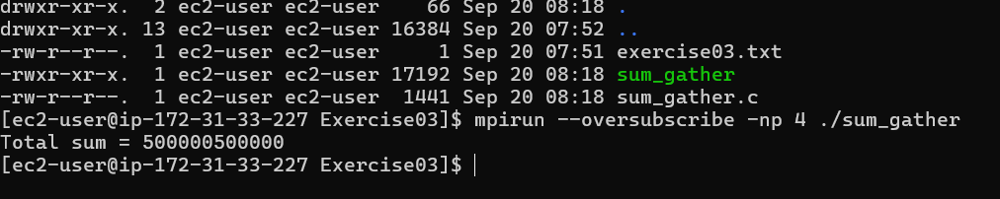 drwxr-xr-x.  2 ec2-user ec2-user    66 Sep 20 08:18 .
drwxr-xr-x. 13 ec2-user ec2-user 16384 Sep 20 07:52 ..
-rw-r--r--.  1 ec2-user ec2-user     1 Sep 20 07:51 exercise03.txt
-rwxr-xr-x.  1 ec2-user ec2-user 17192 Sep 20 08:18 sum_gather
-rw-r--r--.  1 ec2-user ec2-user  1441 Sep 20 08:18 sum_gather.c
[ec2-user@ip-172-31-33-227 Exercise03]$ mpirun --oversubscribe -np 4 ./sum_gather
Total sum = 500000500000
[ec2-user@ip-172-31-33-227 Exercise03]$